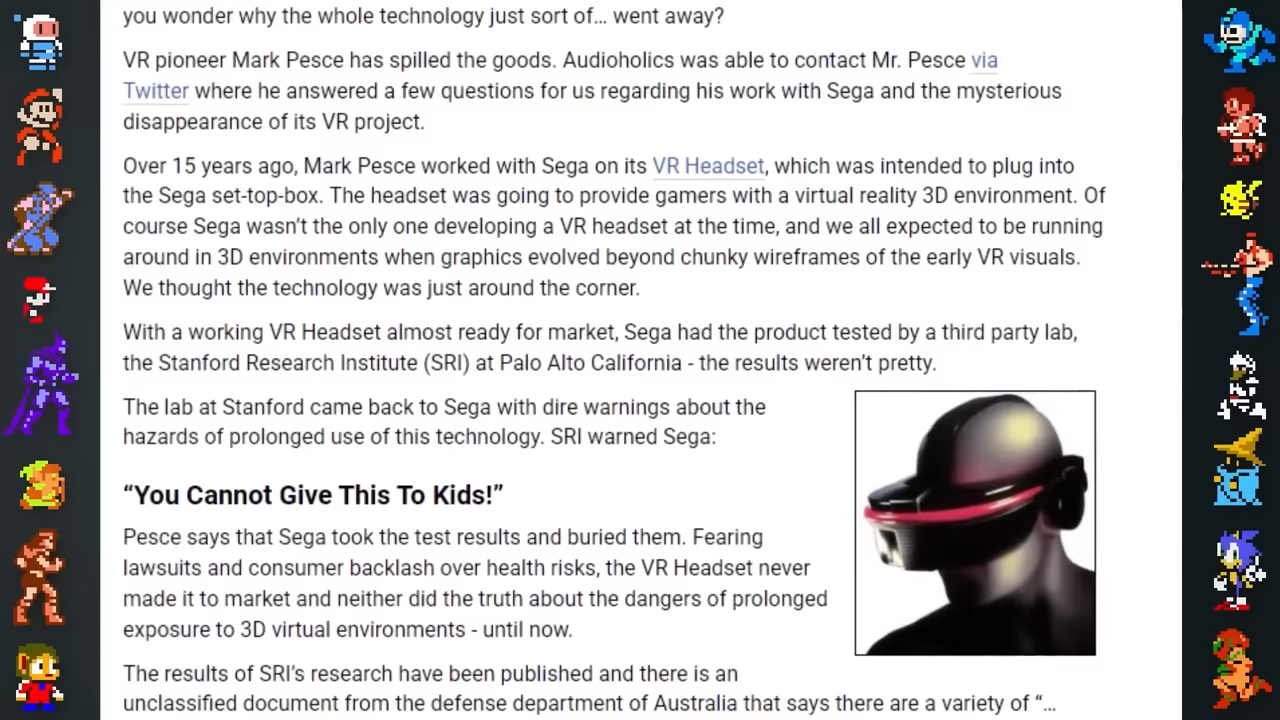 you wonder why the whole technology just sort of… went away?
VR pioneer Mark Pesce has spilled the goods. Audioholics was able to contact Mr. Pesce via
Twitter where he answered a few questions for us regarding his work with Sega and the mysterious
disappearance of its VR project.
Over 15 years ago, Mark Pesce worked with Sega on its VR Headset, which was intended to plug into
the Sega set-top-box. The headset was going to provide gamers with a virtual reality 3D environment. Of
course Sega wasn’t the only one developing a VR headset at the time, and we all expected to be running
around in 3D environments when graphics evolved beyond chunky wireframes of the early VR visuals.
We thought the technology was just around the corner.
With a working VR Headset almost ready for market, Sega had the product tested by a third party lab,
the Stanford Research Institute (SRI) at Palo Alto California - the results weren’t pretty.
The lab at Stanford came back to Sega with dire warnings about the
hazards of prolonged use of this technology. SRI warned Sega:
“You Cannot Give This To Kids!”
Pesce says that Sega took the test results and buried them. Fearing
lawsuits and consumer backlash over health risks, the VR Headset never
made it to market and neither did the truth about the dangers of prolonged
exposure to 3D virtual environments - until now.
The results of SRI’s research have been published and there is an
unclassified document from the defense department of Australia that says there are a variety of “…